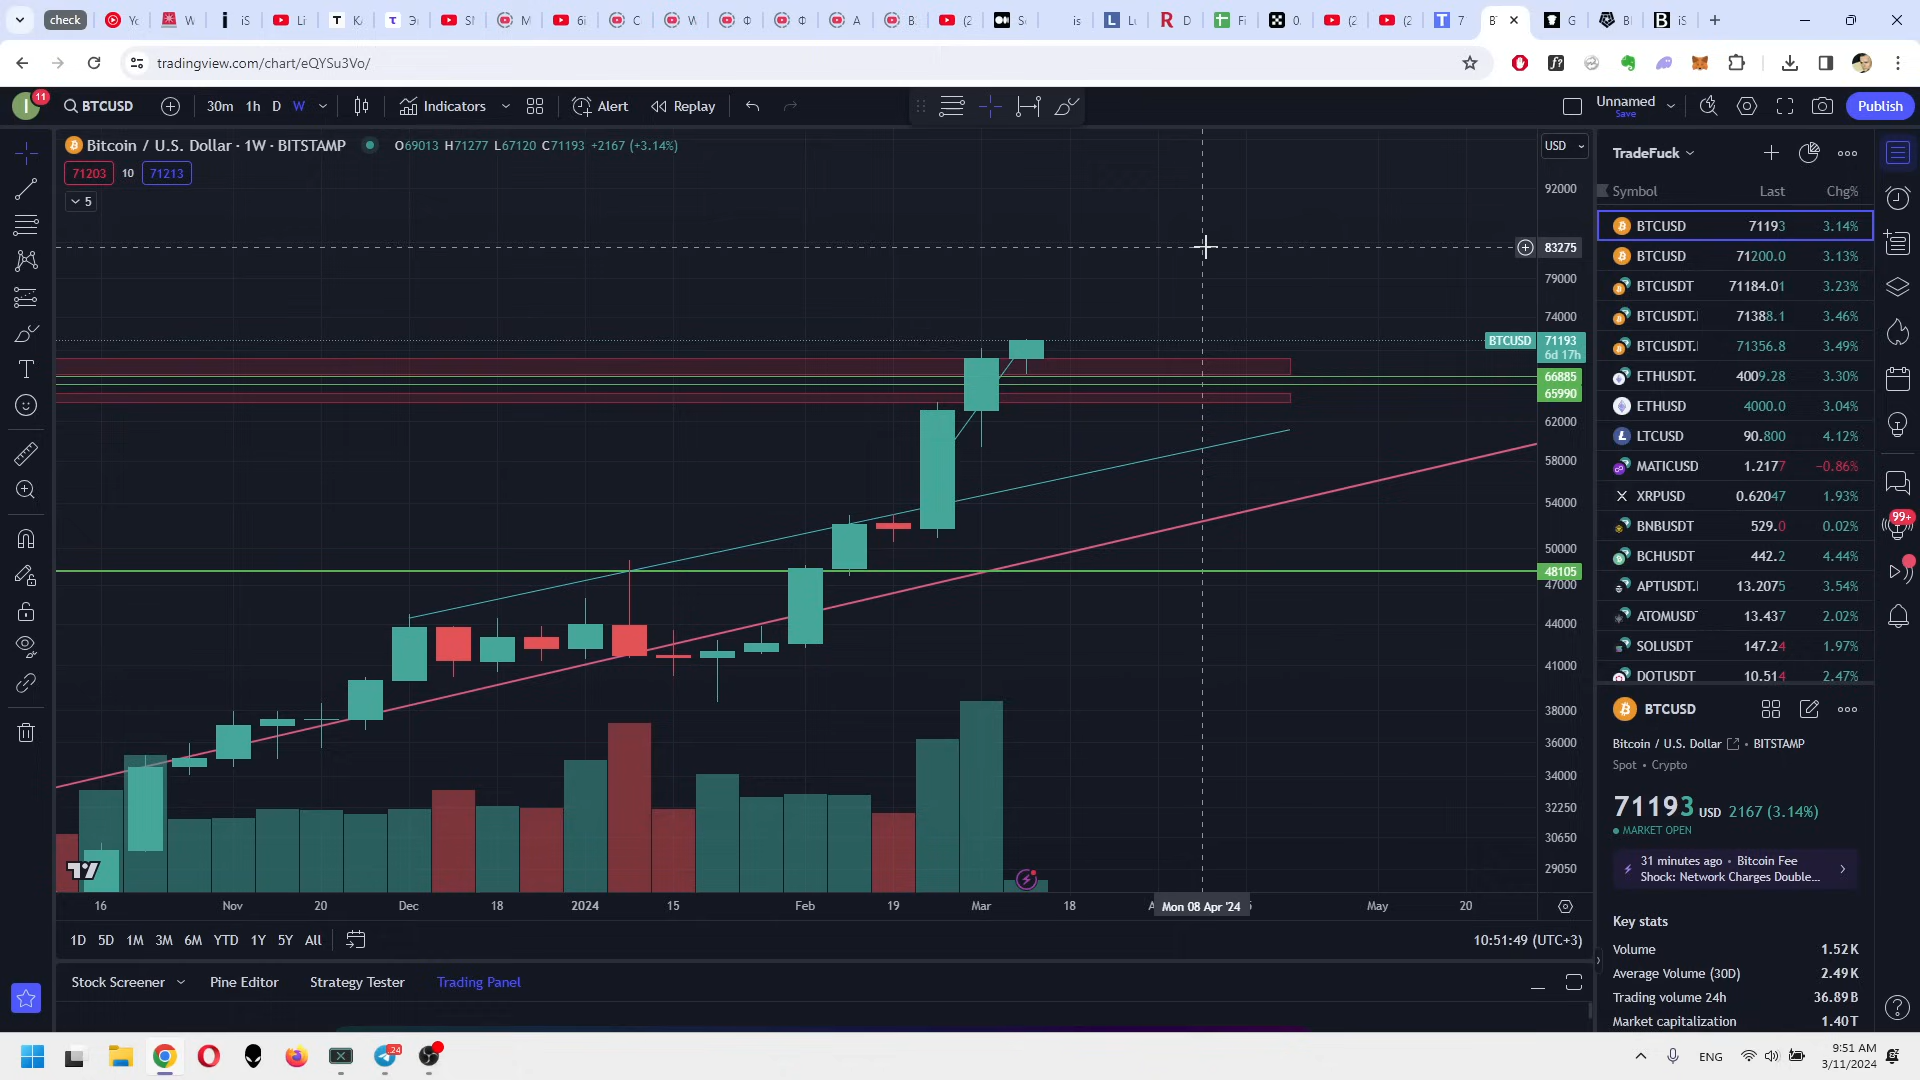 check
tradingview.com/chart/eQYSu3Vo/
11
BTCUSD
30m 1h D W
Indicators
Alert
Replay
Unnamed
Save
Publish
Bitcoin / U.S. Dollar · 1W · BITSTAMP
O69013 H71277 L67120 C71193 +2167 (+3.14%)
71203 10 71213
5
USD
92000
83275
79000
74000
BTCUSD 71193
6d 17h
66885
65990
62000
58000
54000
50000
48105
47000
44000
41000
38000
36000
34000
32250
30650
29050
16 Nov 20 Dec 18 2024 15 Feb 19 Mar 18 Mon 08 Apr '24 May 20
1D 5D 1M 3M 6M YTD 1Y 5Y All
10:51:49 (UTC+3)
Stock Screener
Pine Editor
Strategy Tester
Trading Panel
TradeFuck
Symbol Last Chg%
BTCUSD 71193 3.14%
BTCUSD 71200.0 3.13%
BTCUSDT 71184.01 3.23%
BTCUSDT. 71388.1 3.46%
BTCUSDT. 71356.8 3.49%
ETHUSDT. 4009.28 3.30%
ETHUSD 4000.0 3.04%
LTCUSD 90.800 4.12%
MATICUSD 1.2177 −0.86%
XRPUSD 0.62047 1.93%
BNBUSDT 529.0 0.02%
BCHUSDT 442.2 4.44%
APTUSDT. 13.2075 3.54%
ATOMUSD 13.437 2.02%
SOLUSDT 147.24 1.97%
DOTUSDT 10.514 2.47%
99+
BTCUSD
Bitcoin / U.S. Dollar • BITSTAMP
Spot • Crypto
71193 USD 2167 (3.14%)
MARKET OPEN
31 minutes ago • Bitcoin Fee
Shock: Network Charges Double...
Key stats
Volume 1.52K
Average Volume (30D) 2.49K
Trading volume 24h 36.89B
Market capitalization 1.40T
24
ENG
9:51 AM
3/11/2024